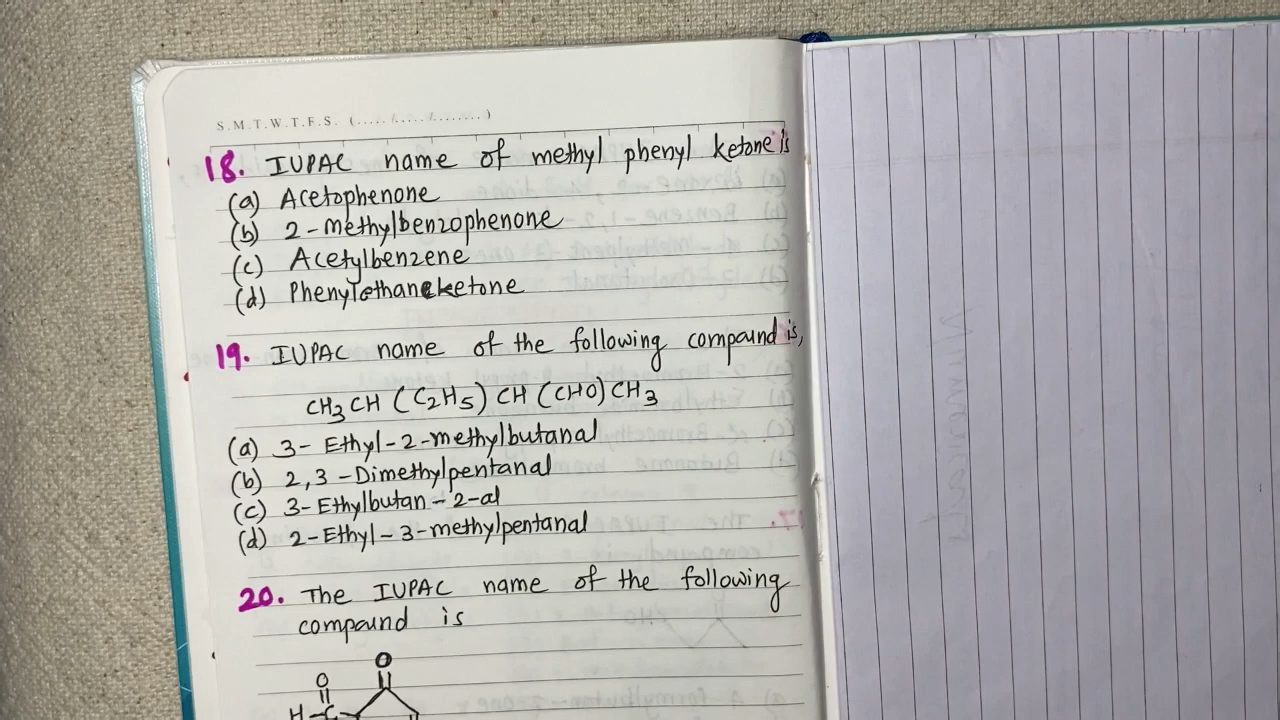 S.M.T.W.T.F.S. (...../...../........)
18. IUPAC name of methyl phenyl ketone is
(a) Acetophenone
(b) 2-Methylbenzophenone
(c) Acetylbenzene
(d) Phenylethaneketone
19. IUPAC name of the following compound is,
CH3CH (C2H5) CH (CHO) CH3
(a) 3- Ethyl-2-methylbutanal
(b) 2,3-Dimethylpentanal
(c) 3-Ethylbutan-2-al
(d) 2-Ethyl-3-methylpentanal
20. The IUPAC name of the following
compound is
O
O
H-C